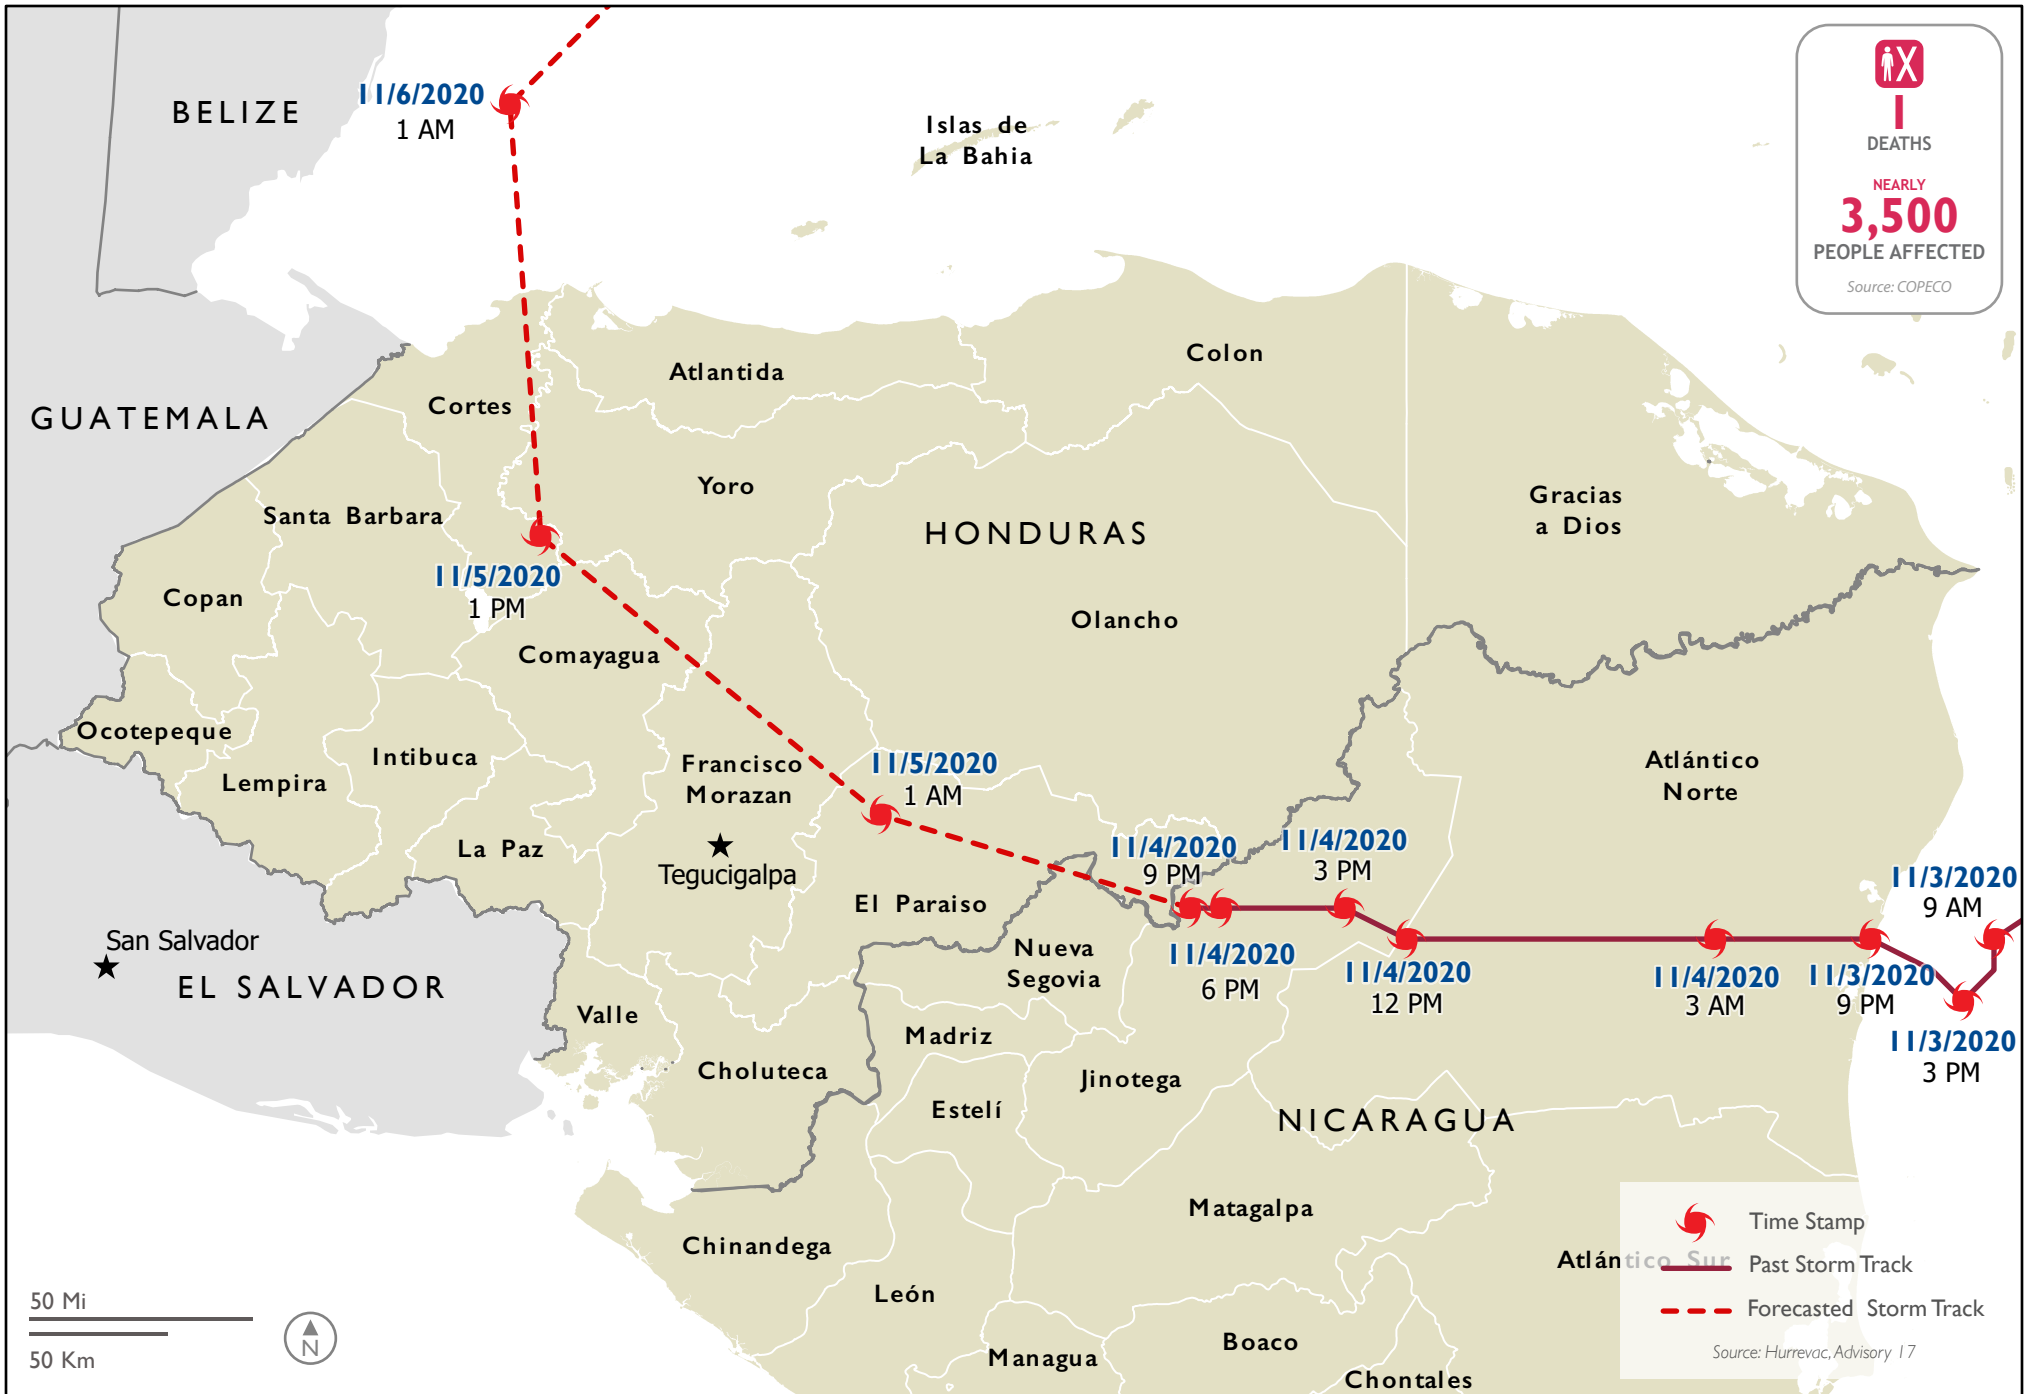 11/6/2020
1 AM
BELIZE
Islas de
La Bahia
1
DEATHS
NEARLY
3,500
PEOPLE AFFECTED
Source: COPECO
GUATEMALA
Cortes
Atlantida
Colon
Yoro
Santa Barbara
HONDURAS
Gracias
a Dios
11/5/2020
1 PM
Copan
Comayagua
Olancho
Ocotepeque
Intibuca
Lempira
Francisco
Morazan
11/5/2020
1 AM
Atlántico
Norte
La Paz
Tegucigalpa
El Paraiso
11/4/2020
9 PM
11/4/2020
3 PM
11/3/2020
9 AM
San Salvador
EL SALVADOR
Nueva
Segovia
11/4/2020
6 PM
11/4/2020
12 PM
11/4/2020
3 AM
11/3/2020
9 PM
11/3/2020
3 PM
Valle
Madriz
Choluteca
Jinotega
Estelí
NICARAGUA
Matagalpa
Chinandega
Atlántico Sur
León
Boaco
Managua
Chontales
Time Stamp
Past Storm Track
Forecasted Storm Track
Source: Hurrevac, Advisory 17
50 Mi
50 Km
N